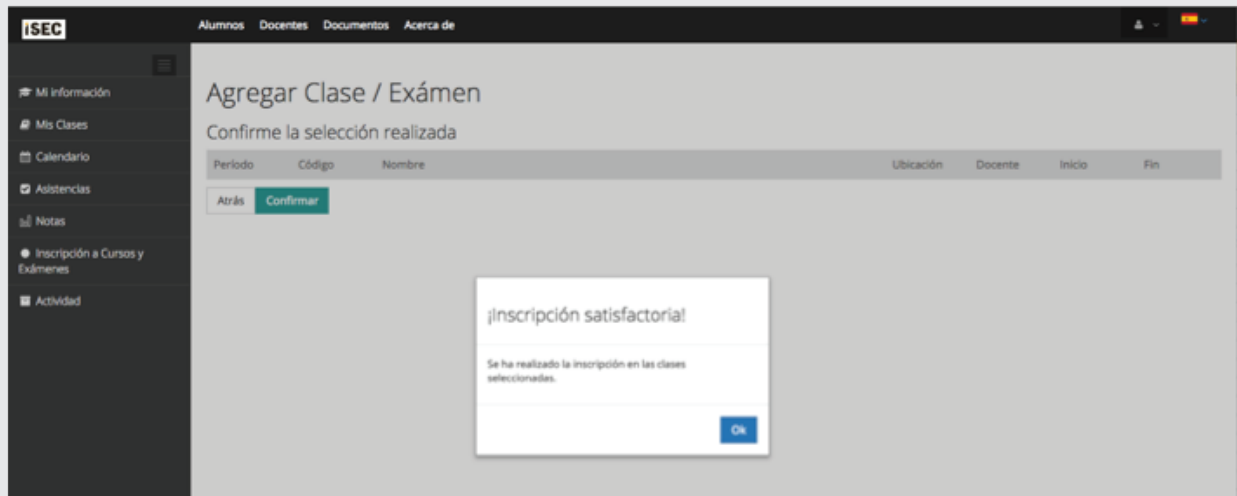 iSEC
Alumnos Docentes Documentos Acerca de
Mi información
Mis Clases
Calendario
Asistencias
Notas
Inscripción a Cursos y
Exámenes
Actividad
Agregar Clase / Exámen
Confirme la selección realizada
Período Código Nombre Ubicación Docente Inicio Fin
Atrás Confirmar
¡Inscripción satisfactoria!
Se ha realizado la inscripción en las clases
seleccionadas.
Ok